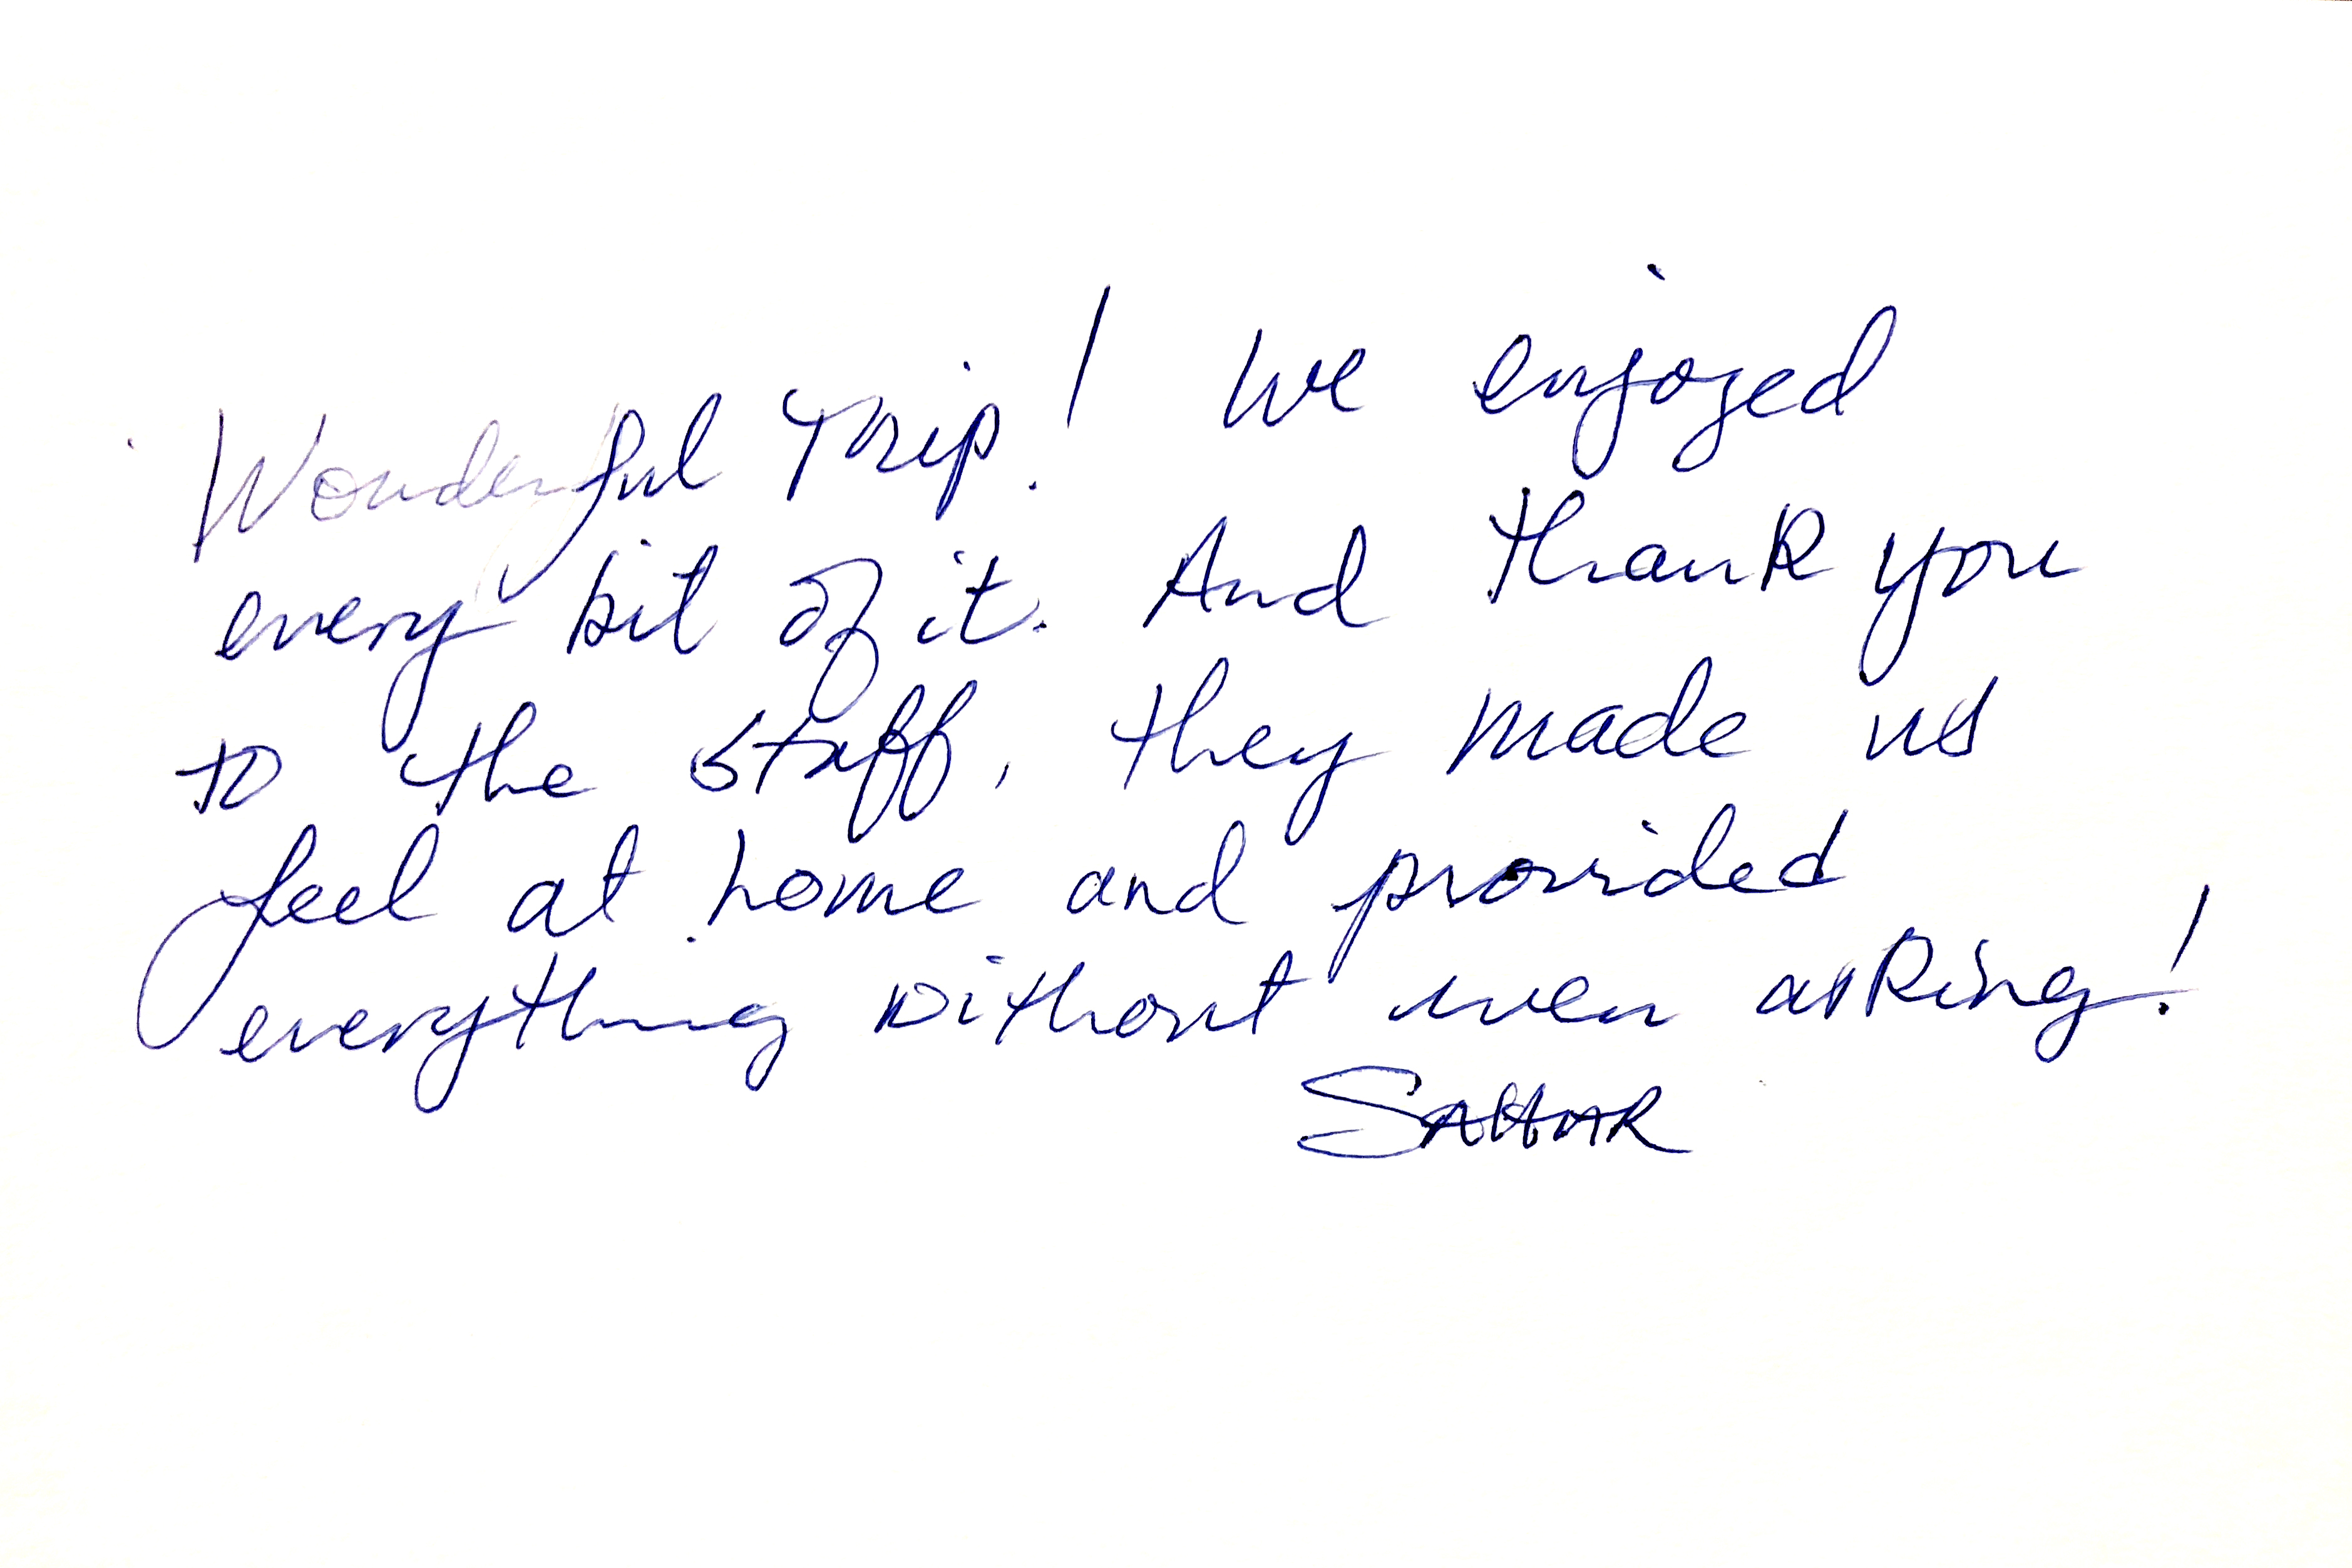 Wonderful Trip! We enjoyed
every bit of it. And thank you
to the staff, they made us
feel at home and provided
everything without even asking!